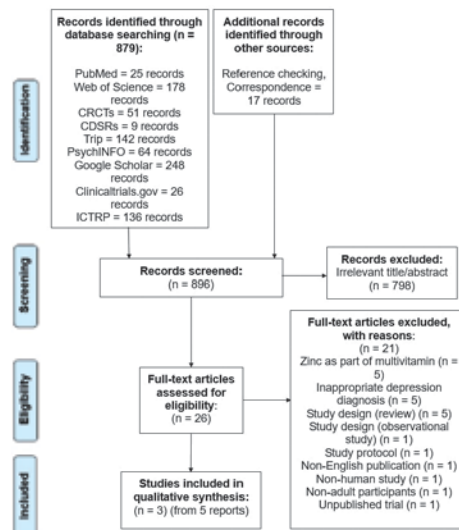 Records identified through
database searching (n =
879):
PubMed = 25 records
Web of Science = 178
records
CRCTs = 51 records
CDSRs = 9 records
Trip = 142 records
PsychINFO = 64 records
Google Scholar = 248
records
Clinicaltrials.gov = 26
records
ICTRP = 136 records
Additional records
identified through
other sources:
Reference checking,
Correspondence =
17 records
Identification
Screening
Records screened:
(n = 896)
Records excluded:
Irrelevant title/abstract
(n = 798)
Eligibility
Full-text articles
assessed for
eligibility:
(n = 26)
Full-text articles excluded,
with reasons:
(n = 21)
Zinc as part of multivitamin (n =
5)
Inappropriate depression
diagnosis (n = 5)
Study design (review) (n = 5)
Study design (observational
study) (n = 1)
Study protocol (n = 1)
Non-English publication (n = 1)
Non-human study (n = 1)
Non-adult participants (n = 1)
Unpublished trial (n = 1)
Included
Studies included in
qualitative synthesis:
(n = 3) (from 5 reports)